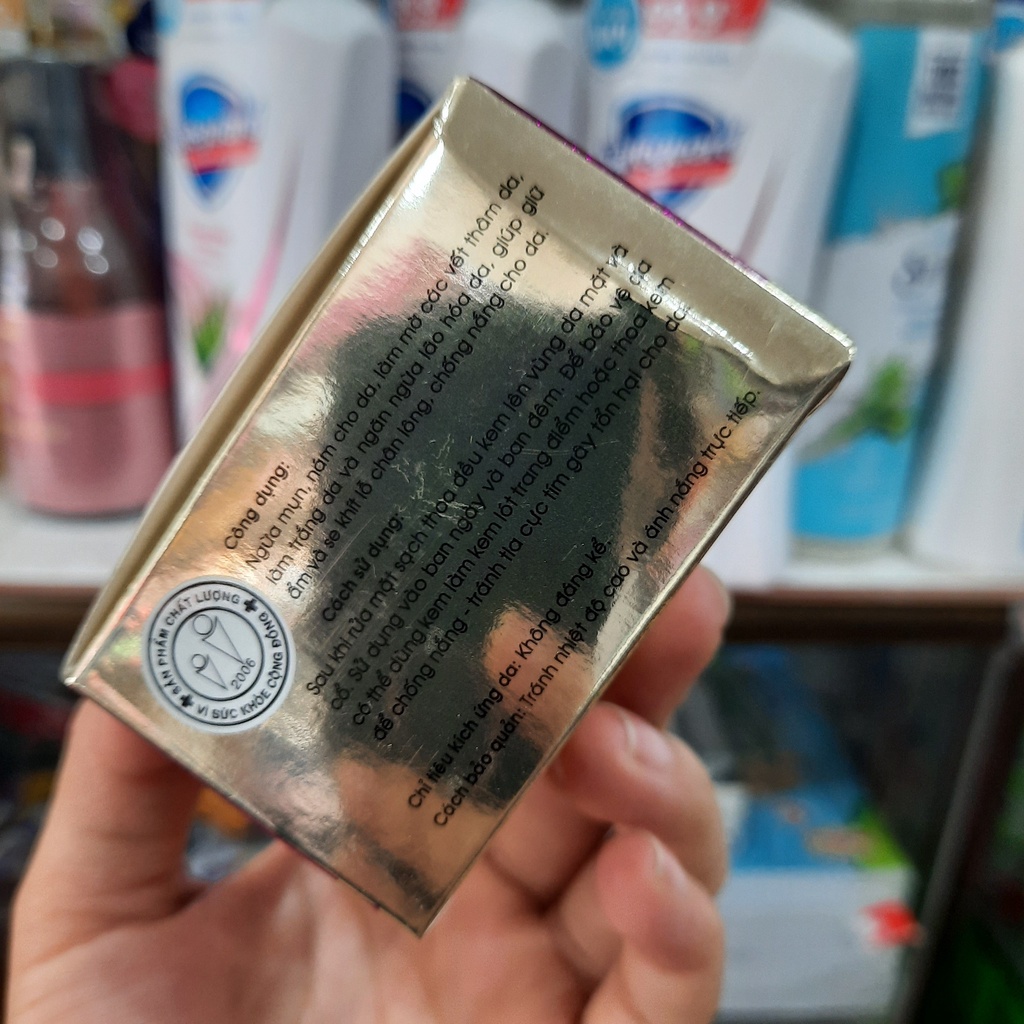 Công dụng:
Ngừa mụn, nám cho da, làm mờ các vết thâm da,
làm trắng da và ngăn ngừa lão hóa da, giúp giữ
ẩm và se khít lỗ chân lông, chống nắng cho da.
Cách sử dụng:
Sau khi rửa mặt sạch thoa đều kem lên vùng da mặt và
cổ. Sử dụng vào ban ngày và ban đêm. Để bảo vệ da
có thể dùng kem làm kem lót trang điểm hoặc thoa kem
để chống nắng - tránh tia cực tím gây tổn hại cho da.
Chỉ tiêu kích ứng da: Không đáng kể
Cách bảo quản: Tránh nhiệt độ cao và ánh nắng trực tiếp.
SẢN PHẨM CHẤT LƯỢNG
VÌ SỨC KHỎE CỘNG ĐỒNG
2006